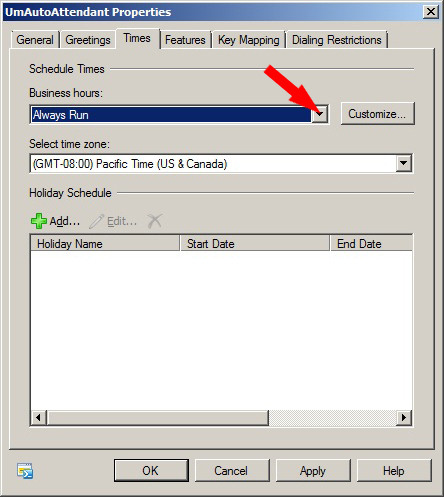 UmAutoAttendant Properties
General Greetings Times Features Key Mapping Dialing Restrictions
Schedule Times
Business hours:
Always Run Customize...
Select time zone:
(GMT-08:00) Pacific Time (US & Canada)
Holiday Schedule
Add... Edit...
Holiday Name Start Date End Date
OK Cancel Apply Help